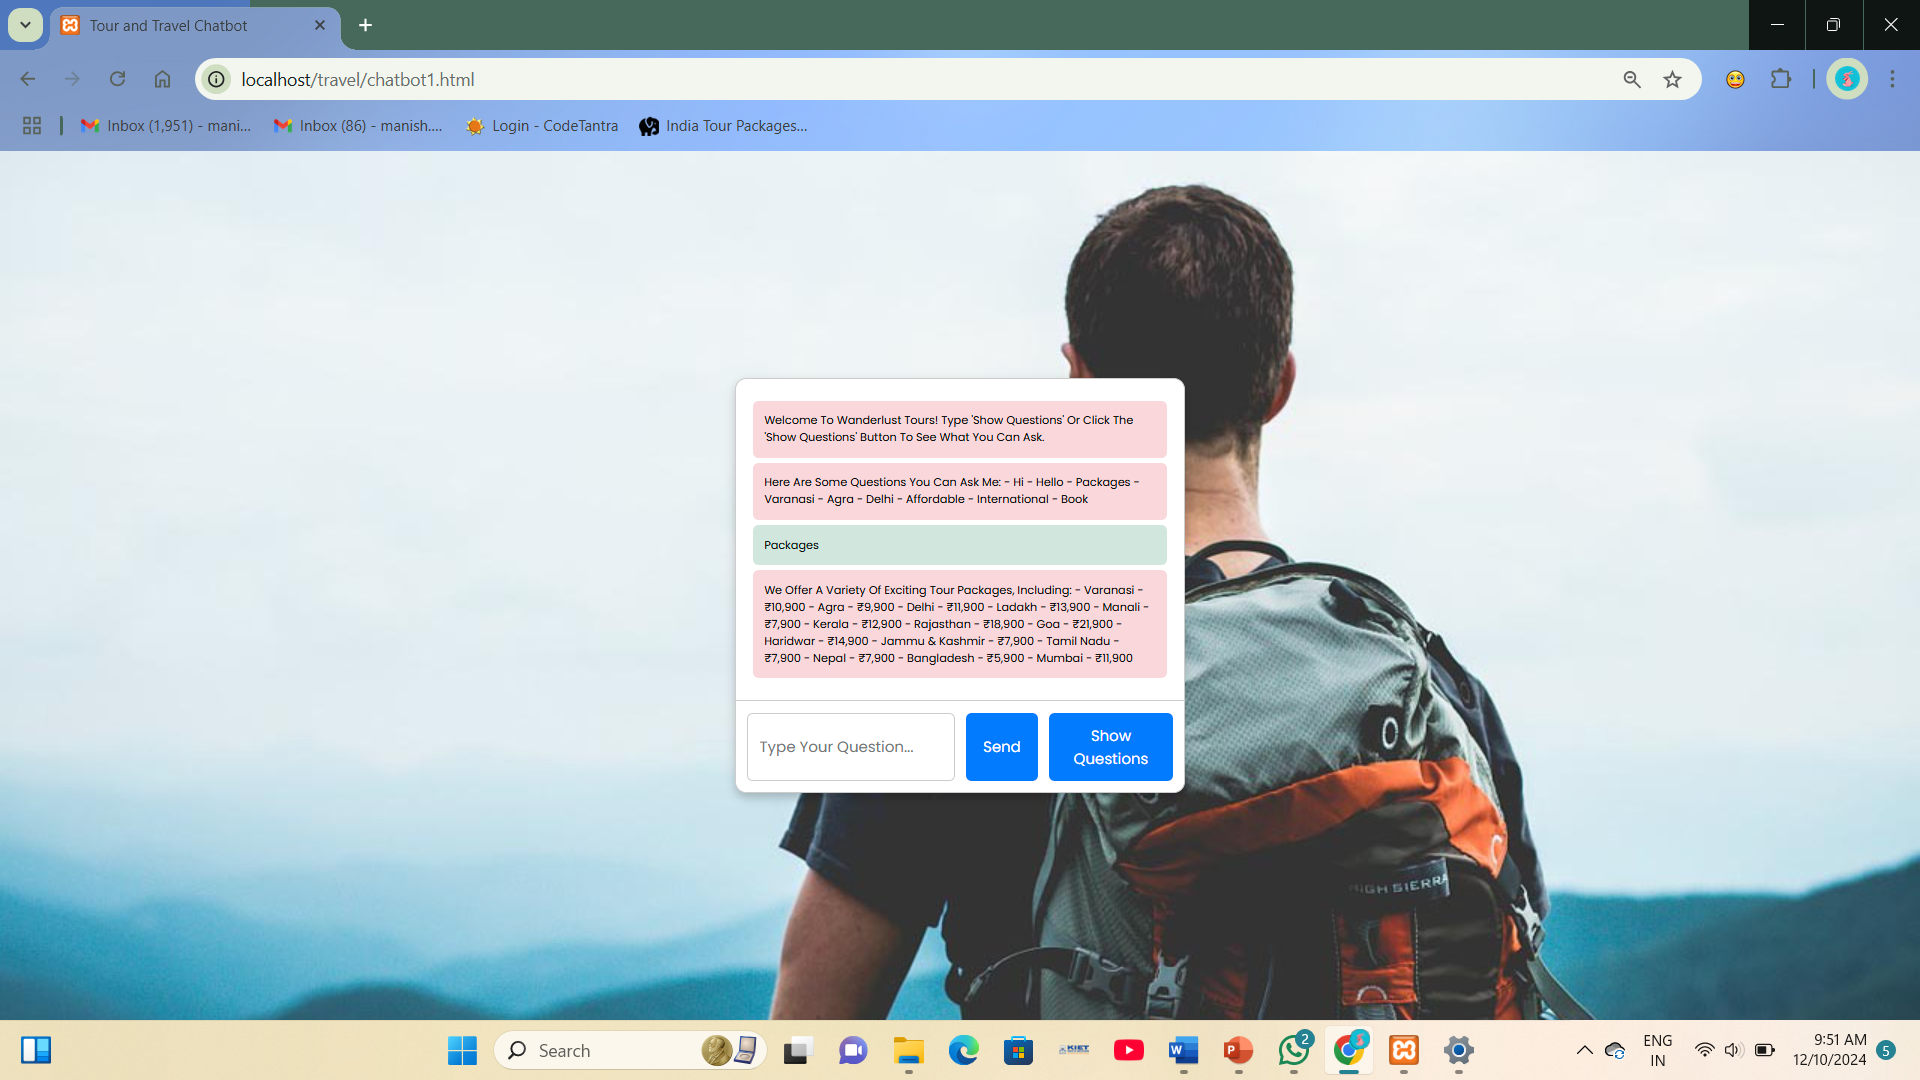 Tour and Travel Chatbot
localhost/travel/chatbot1.html
Inbox (1,951) - mani...
Inbox (86) - manish....
Login - CodeTantra
India Tour Packages...
Welcome To Wanderlust Tours! Type 'Show Questions' Or Click The
'Show Questions' Button To See What You Can Ask.
Here Are Some Questions You Can Ask Me: - Hi - Hello - Packages -
Varanasi - Agra - Delhi - Affordable - International - Book
Packages
We Offer A Variety Of Exciting Tour Packages, Including: - Varanasi -
₹10,900 - Agra - ₹9,900 - Delhi - ₹11,900 - Ladakh - ₹13,900 - Manali -
₹7,900 - Kerala - ₹12,900 - Rajasthan - ₹18,900 - Goa - ₹21,900 -
Haridwar - ₹14,900 - Jammu & Kashmir - ₹7,900 - Tamil Nadu -
₹7,900 - Nepal - ₹7,900 - Bangladesh - ₹5,900 - Mumbai - ₹11,900
Type Your Question...
Send
Show
Questions
HIGH SIERRA
Search
KIET
2
ENG
IN
9:51 AM
12/10/2024
5